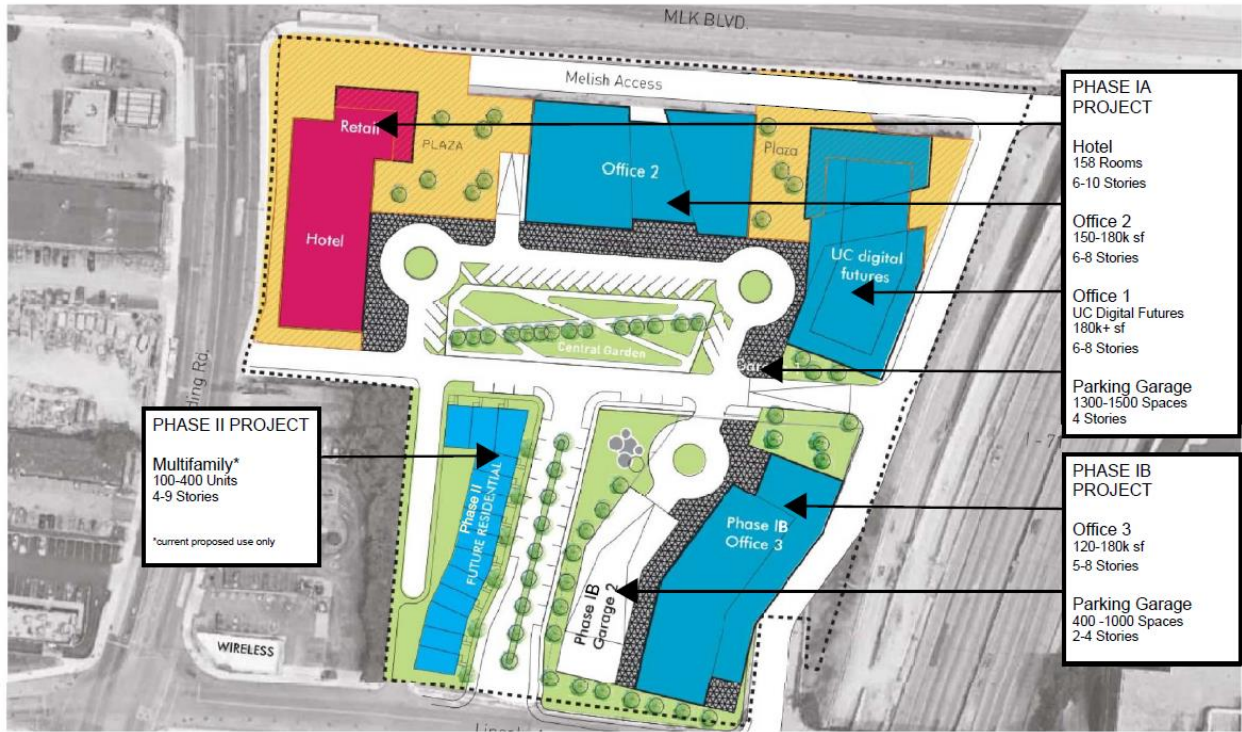 MLK BLVD.
Melish Access
Retail
PLAZA
Office 2
Plaza
Hotel
UC digital
futures
Central Garden
Phase II
FUTURE RESIDENTIAL
Phase IB
Office 3
Phase IB
Garage 2
WIRELESS
PHASE IA
PROJECT
Hotel
158 Rooms
6-10 Stories
Office 2
150-180k sf
6-8 Stories
Office 1
UC Digital Futures
180k+ sf
6-8 Stories
Parking Garage
1300-1500 Spaces
4 Stories
PHASE II PROJECT
Multifamily*
100-400 Units
4-9 Stories
*current proposed use only
PHASE IB
PROJECT
Office 3
120-180k sf
5-8 Stories
Parking Garage
400 -1000 Spaces
2-4 Stories